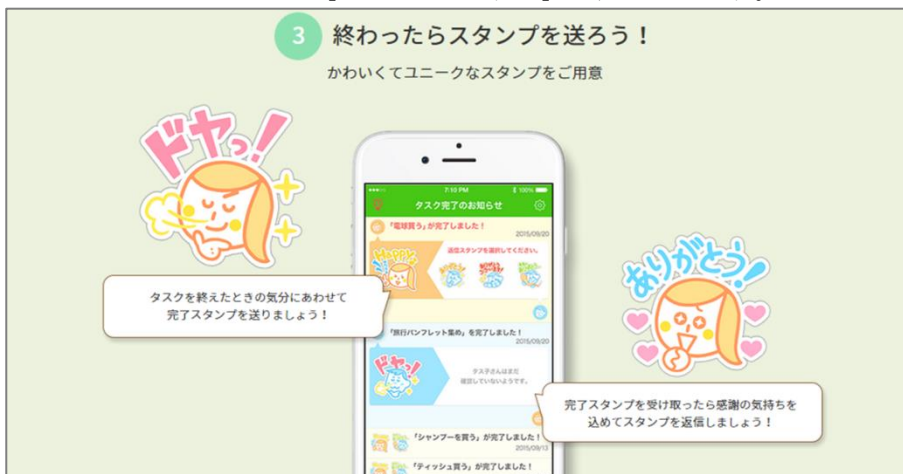 3 終わったらスタンプを送ろう！
かわいくてユニークなスタンプをご用意
ドヤっ！
7:10 PM
100%
タスク完了のお知らせ
「電球買う」が完了しました！
2015/09/20
HAPPY
返信スタンプを選択してください。
タスクを終えたときの気分にあわせて
完了スタンプを送りましょう！
ありがとう！
「旅行パンフレット集め」を完了しました！
2015/09/20
ドヤっ！
タス子さんはまだ
確認していないようです。
完了スタンプを受け取ったら感謝の気持ちを
込めてスタンプを返信しましょう！
「シャンプーを買う」が完了しました！
2015/09/13
「ティッシュ買う」が完了しました！